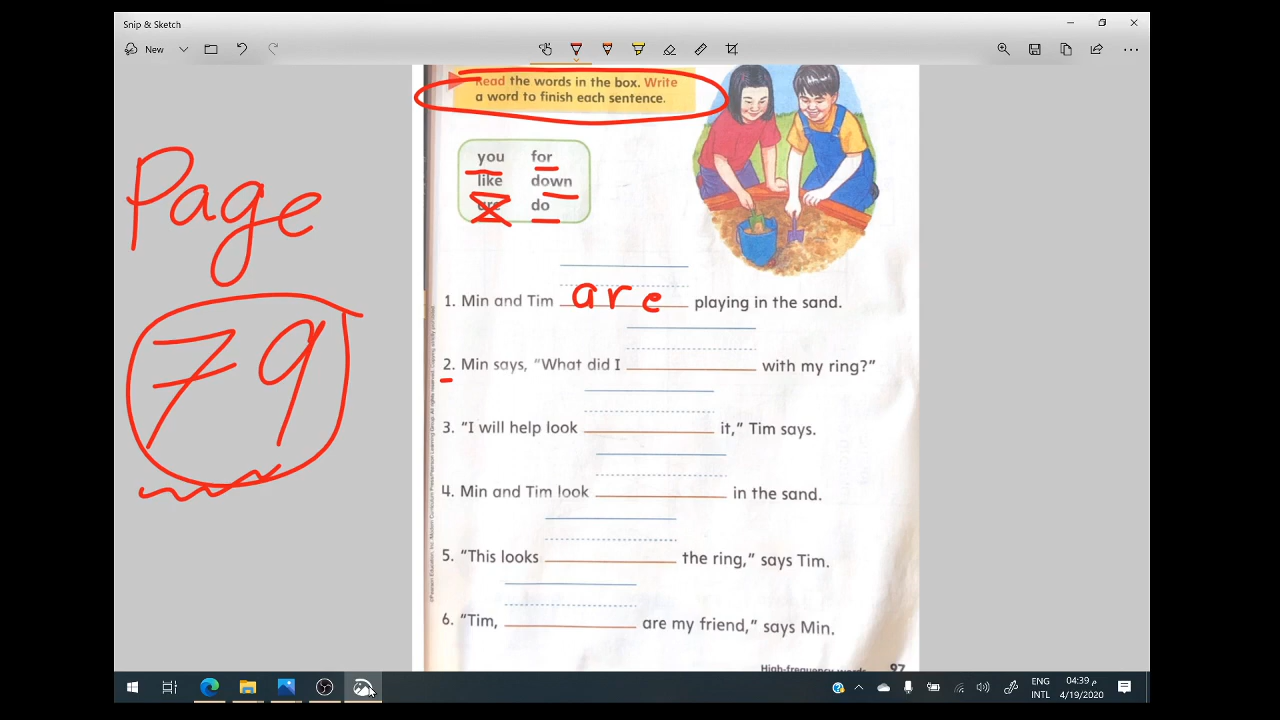 Snip & Sketch
New
Read the words in the box. Write
a word to finish each sentence.
you for
like down
are do
Page
79
1. Min and Tim are playing in the sand.
2. Min says, “What did I with my ring?”
3. “I will help look it,” Tim says.
4. Min and Tim look in the sand.
5. “This looks the ring,” says Tim.
6. “Tim, are my friend,” says Min.
High-frequency words 97
ENG
INTL
04:39 م
4/19/2020